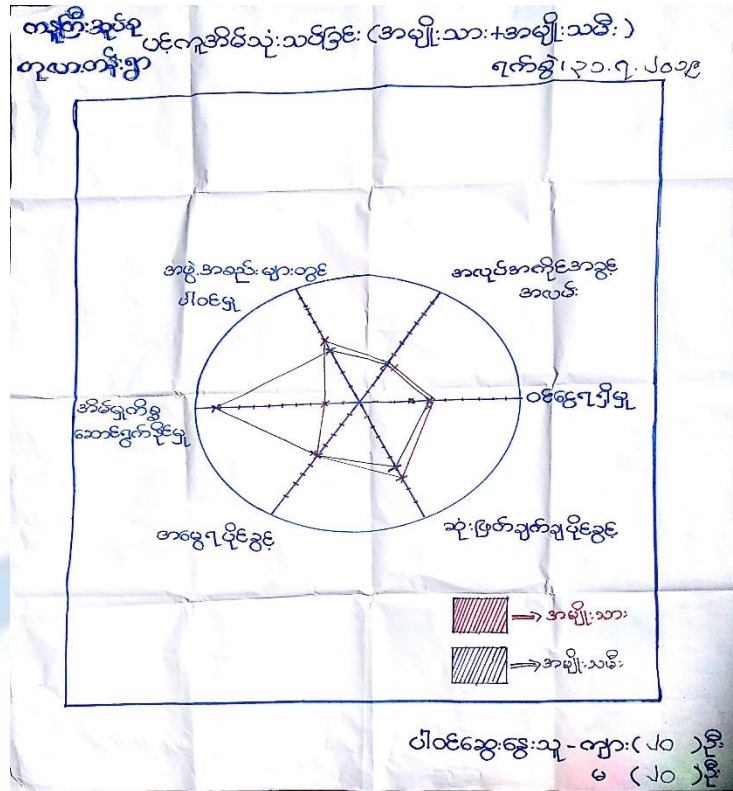 ကညူကြီးအုပ်စု
ပင့်ကူအိမ်သုံးသပ်ခြင်း (အမျိုးသား+အမျိုးသမီး)
တုလားတန်းရွာ
ရက်စွဲ၊ ၃၁.၇.၂၀၁၉
အဖွဲ့အစည်းများတွင်
ပါဝင်မှု
အလုပ်အကိုင်အခွင့်
အလမ်း
ဝင်ငွေရရှိမှု
အိမ်မှုကိစ္စ
ဆောင်ရွက်နိုင်မှု
အမွေရပိုင်ခွင့်
ဆုံးဖြတ်ချက်ချပိုင်ခွင့်
⇒ အမျိုးသား
⇒ အမျိုးသမီး
ပါဝင်ဆွေးနွေးသူ - ကျား (၂၀) ဦး
မ (၂၀) ဦး